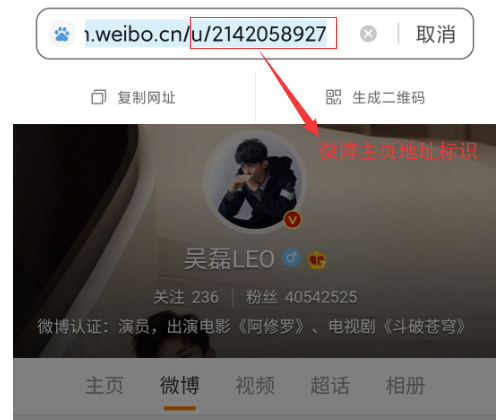 n.weibo.cn/u/2142058927 取消
复制网址 生成二维码
微博主页地址标识
吴磊LEO
关注 236 粉丝 40542525
微博认证：演员，出演电影《阿修罗》、电视剧《斗破苍穹》
主页 微博 视频 超话 相册